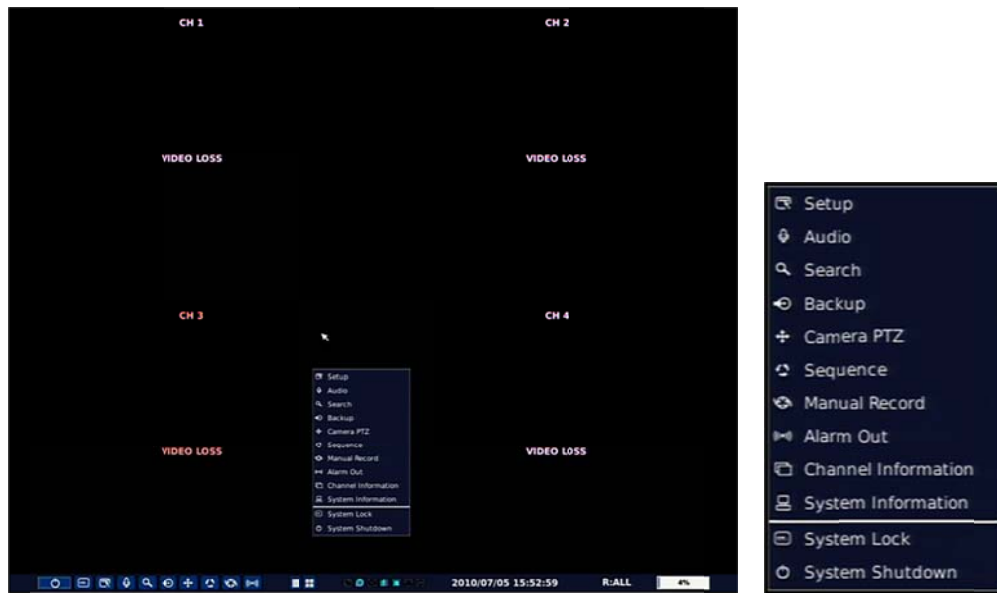 CH 1
CH 2
VIDEO LOSS
VIDEO LOSS
CH 3
CH 4
VIDEO LOSS
VIDEO LOSS
Setup
Audio
Search
Backup
Camera PTZ
Sequence
Manual Record
Alarm Out
Channel Information
System Information
System Lock
System Shutdown
2010/07/05 15:52:59 R:ALL 4%
Setup
Audio
Search
Backup
Camera PTZ
Sequence
Manual Record
Alarm Out
Channel Information
System Information
System Lock
System Shutdown